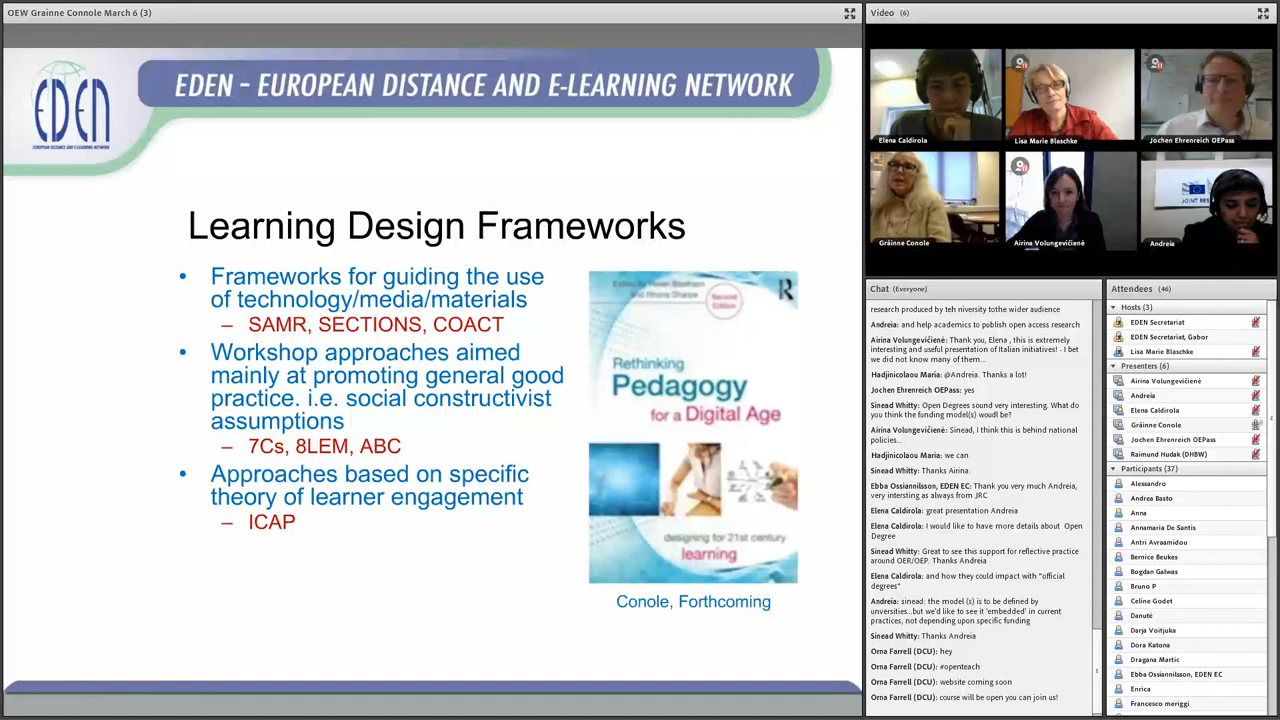 OEW Grainne Connole March 6 (3)
EDEN - EUROPEAN DISTANCE AND E-LEARNING NETWORK
EDEN
EUROPEAN DISTANCE AND E-LEARNING NETWORK
Learning Design Frameworks
• Frameworks for guiding the use
of technology/media/materials
– SAMR, SECTIONS, COACT
• Workshop approaches aimed
mainly at promoting general good
practice. i.e. social constructivist
assumptions
– 7Cs, 8LEM, ABC
• Approaches based on specific
theory of learner engagement
– ICAP
and Rhona Sharpe
Second
Edition
R
Rethinking
Pedagogy
for a Digital Age
designing for 21st century
learning
Conole, Forthcoming
Video (6)
Elena Caldirola
Lisa Marie Blaschke
Jochen Ehrenreich OEPass
Gráinne Conole
Airina Volungevičiené
JOINT RES
Andreia
Chat (Everyone)
research produced by teh niversity tothe wider audience
Andreia: and help academics to publish open access research
Airina Volungevičienė: Thank you, Elena , this is extremely
interesting and useful presentation of Italian initiatives! - I bet
we did not know many of them...
Hadjinicolaou Maria: @Andreia. Thanks a lot!
Jochen Ehrenreich OEPass: yes
Sinead Whitty: Open Degrees sound very interesting. What do
you think the funding model(s) woudl be?
Airina Volungevičienė: Sinead, I think this is behind national
policies...
Hadjinicolaou Maria: we can
Sinead Whitty: Thanks Airina.
Ebba Ossiannilsson, EDEN EC: Thank you very much Andreia,
very intersting as always from JRC
Elena Caldirola: great presentation Andreia
Elena Caldirola: I would like to have more details about Open
Degree
Sinead Whitty: Great to see this support for reflective practice
around OER/OEP. Thanks Andreia
Elena Caldirola: and how they could impact with "official
degrees"
Andreia: sinead: the model (s) is to be defined by
unversities...but we'd like to see it 'embedded' in current
practices, not depending upon specific funding
Sinead Whitty: Thanks Andreia
Orna Farrell (DCU): hey
Orna Farrell (DCU): #openteach
Orna Farrell (DCU): website coming soon
Orna Farrell (DCU): course will be open you can join us!
Attendees (46)
Hosts (3)
EDEN Secretariat
EDEN Secretariat, Gabor
Lisa Marie Blaschke
Presenters (6)
Airina Volungevičienė
Andreia
Elena Caldirola
Gráinne Conole
Jochen Ehrenreich OEPass
Raimund Hudak (DHBW)
Participants (37)
Alessandro
Andrea Basto
Anna
Annamaria De Santis
Antri Avraamidou
Bernice Beukes
Bogdan Galwas
Bruno P
Celine Godet
Danutė
Darja Voitjuka
Dora Katona
Dragana Martic
Ebba Ossiannilsson, EDEN EC
Enrica
Francesco meriggi